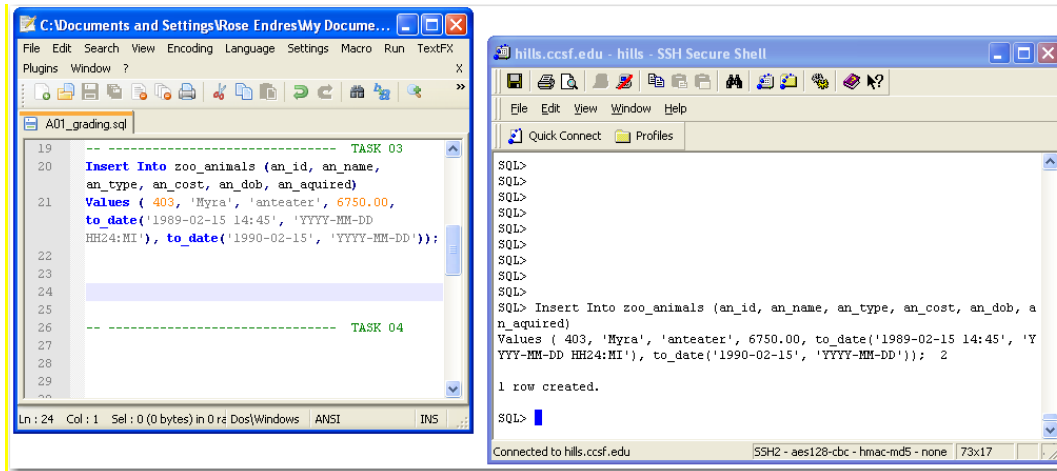 C:\Documents and Settings\Rose Endres\My Docume...
File Edit Search View Encoding Language Settings Macro Run TextFX
Plugins Window ? X
»
A01_grading.sql
19 -- ------------------------------- TASK 03
20 Insert Into zoo_animals (an_id, an_name,
an_type, an_cost, an_dob, an_aquired)
21 Values ( 403, 'Myra', 'anteater', 6750.00,
to_date('1989-02-15 14:45', 'YYYY-MM-DD
HH24:MI'), to_date('1990-02-15', 'YYYY-MM-DD'));
22
23
24
25
26 -- ------------------------------- TASK 04
27
28
29
Ln : 24 Col : 1 Sel : 0 (0 bytes) in 0 ra Dos\Windows ANSI INS
hills.ccsf.edu - hills - SSH Secure Shell
File Edit View Window Help
Quick Connect Profiles
SQL>
SQL>
SQL>
SQL>
SQL>
SQL>
SQL>
SQL>
SQL>
SQL> Insert Into zoo_animals (an_id, an_name, an_type, an_cost, an_dob, a
n_aquired)
Values ( 403, 'Myra', 'anteater', 6750.00, to_date('1989-02-15 14:45', 'Y
YYY-MM-DD HH24:MI'), to_date('1990-02-15', 'YYYY-MM-DD')); 2
1 row created.
SQL>
Connected to hills.ccsf.edu SSH2 - aes128-cbc - hmac-md5 - none 73x17